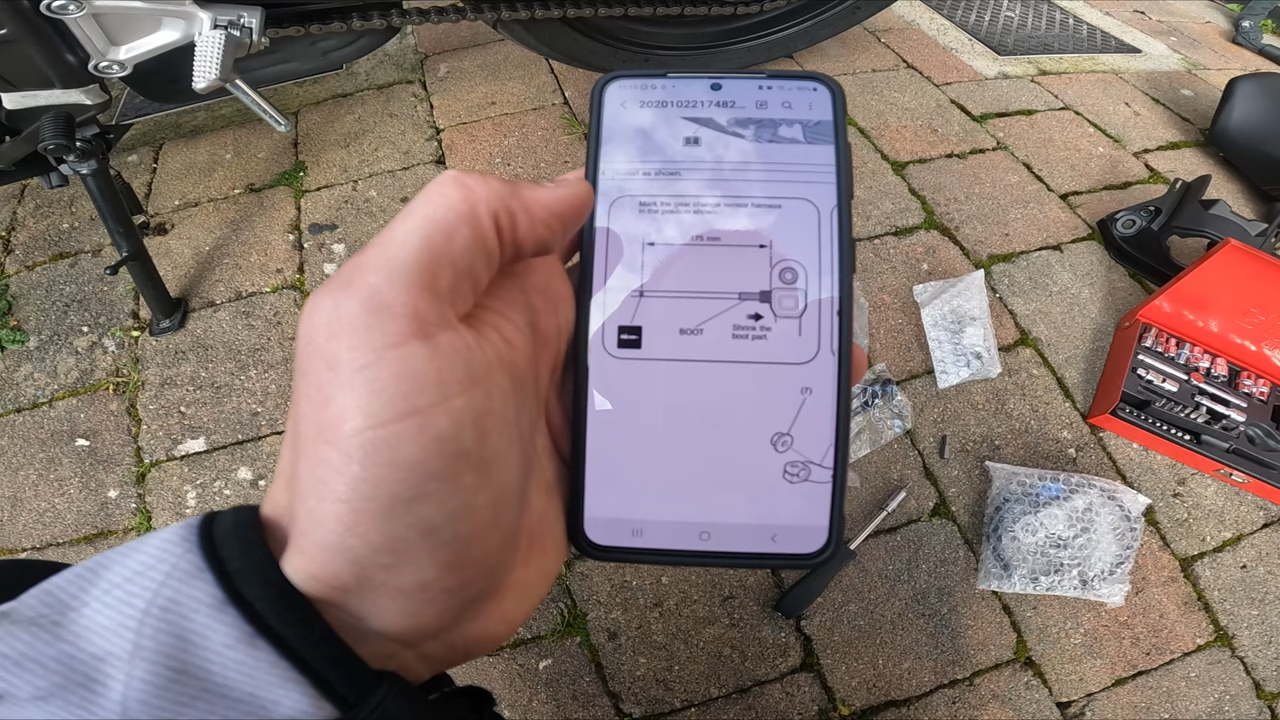 2020102217482...
Install as shown.
Mark the gear change sensor harness
in the position shown.
175 mm
BOOT
Shrink the
boot part.
(7)